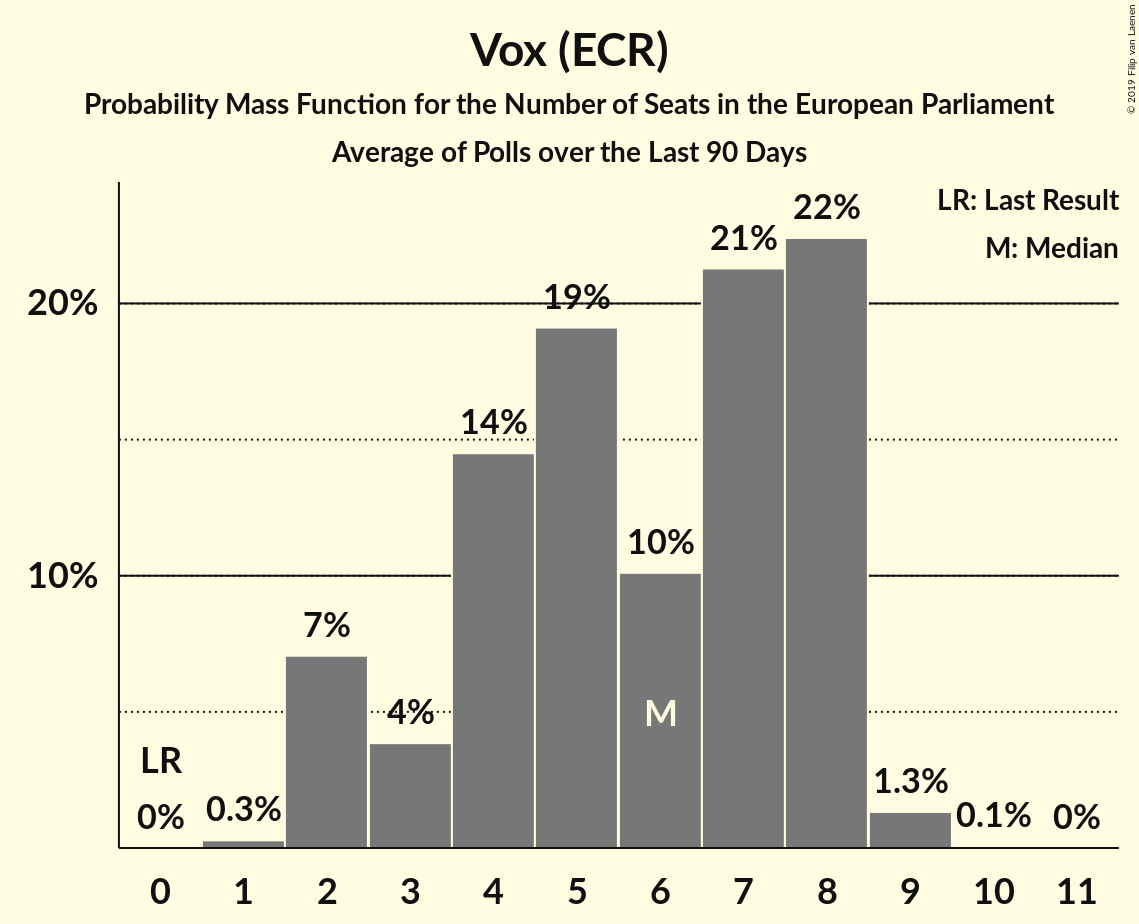 Vox (ECR)
Probability Mass Function for the Number of Seats in the European Parliament
Average of Polls over the Last 90 Days
© 2019 Filip van Laenen
LR: Last Result
M: Median
20%
10%
LR
0%
0.3%
7%
4%
14%
19%
10%
M
21%
22%
1.3%
0.1%
0%
0 1 2 3 4 5 6 7 8 9 10 11